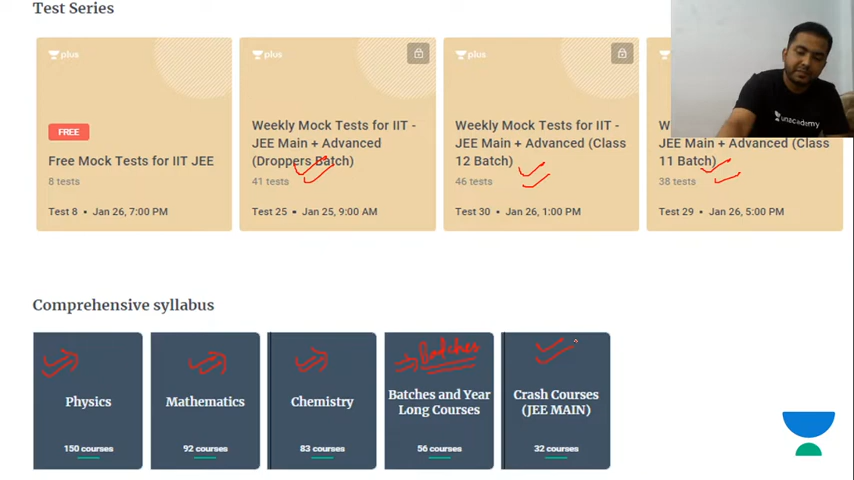 Test Series
plus
FREE
Free Mock Tests for IIT JEE
8 tests
Test 8 • Jan 26, 7:00 PM
plus
Weekly Mock Tests for IIT -
JEE Main + Advanced
(Droppers Batch)
41 tests
Test 25 • Jan 25, 9:00 AM
plus
Weekly Mock Tests for IIT -
JEE Main + Advanced (Class
12 Batch)
46 tests
Test 30 • Jan 26, 1:00 PM
JEE Main + Advanced (Class
11 Batch)
38 tests
Test 29 • Jan 26, 5:00 PM
unacademy
Comprehensive syllabus
Physics
150 courses
Mathematics
92 courses
Chemistry
83 courses
Batches
Batches and Year
Long Courses
56 courses
Crash Courses
(JEE MAIN)
32 courses